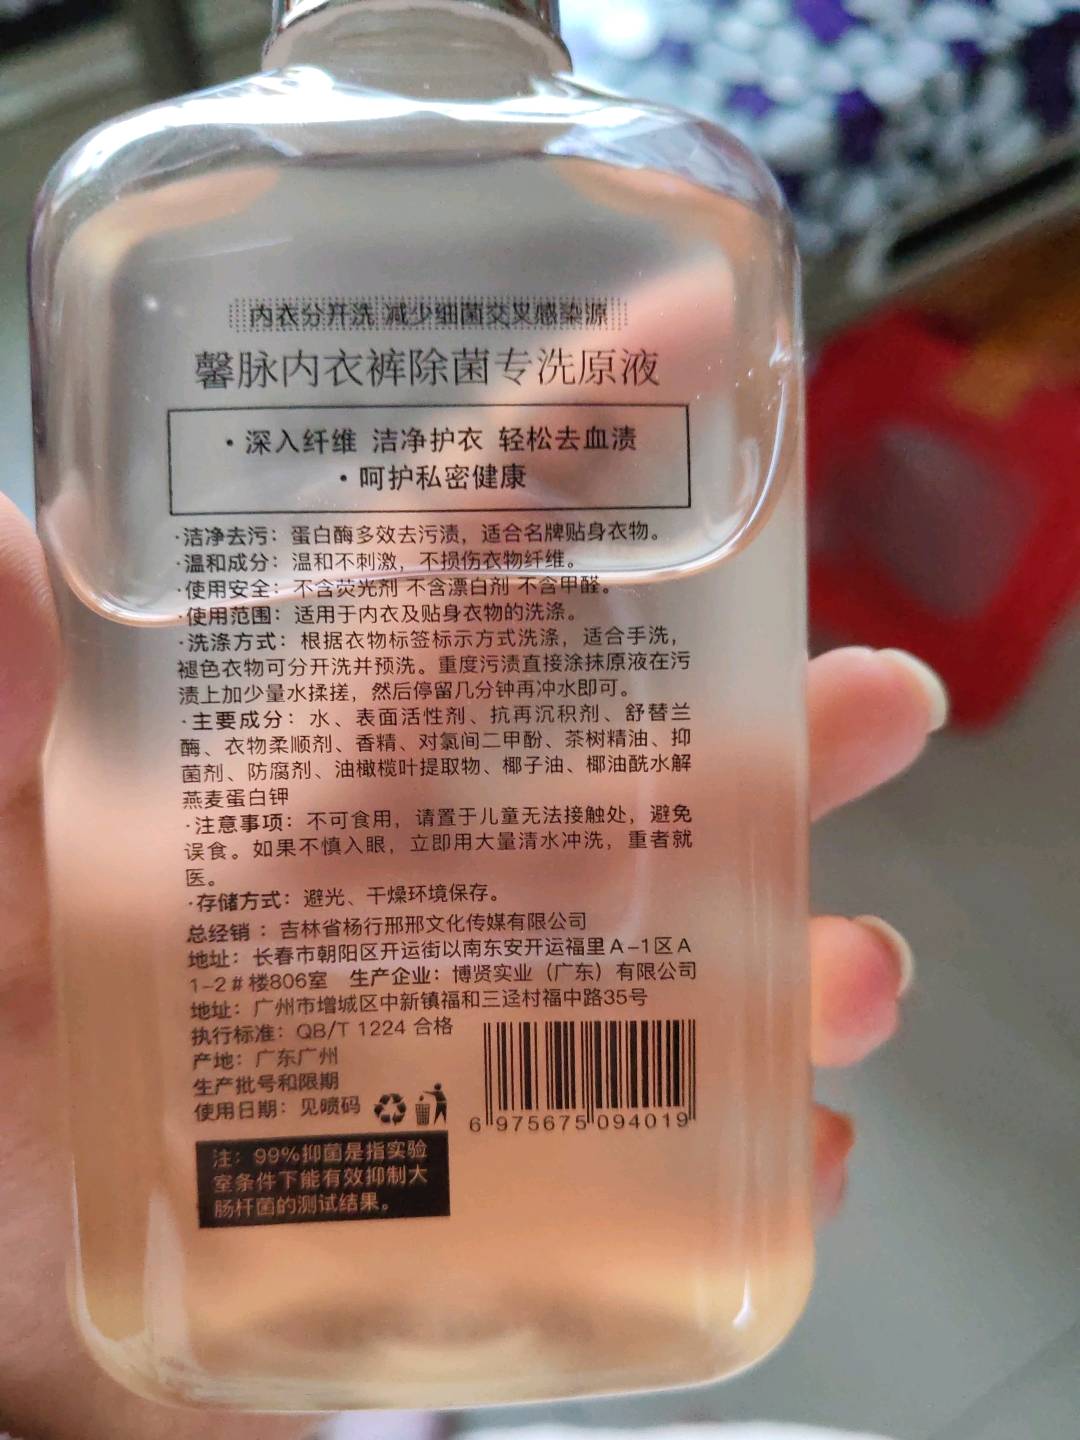 内衣分开洗 减少细菌交叉感染源
馨脉内衣裤除菌专洗原液
·深入纤维 洁净护衣 轻松去血渍
·呵护私密健康
·洁净去污：蛋白酶多效去污渍，适合名牌贴身衣物。
·温和成分：温和不刺激，不损伤衣物纤维。
·使用安全：不含荧光剂 不含漂白剂 不含甲醛。
·使用范围：适用于内衣及贴身衣物的洗涤。
·洗涤方式：根据衣物标签标示方式洗涤，适合手洗，
褪色衣物可分开洗并预洗。重度污渍直接涂抹原液在污
渍上加少量水揉搓，然后停留几分钟再冲水即可。
·主要成分：水、表面活性剂、抗再沉积剂、舒替兰
酶、衣物柔顺剂、香精、对氯间二甲酚、茶树精油、抑
菌剂、防腐剂、油橄榄叶提取物、椰子油、椰油酰水解
燕麦蛋白钾
·注意事项：不可食用，请置于儿童无法接触处，避免
误食。如果不慎入眼，立即用大量清水冲洗，重者就
医。
·存储方式：避光、干燥环境保存。
总经销：吉林省杨行邢邢文化传媒有限公司
地址：长春市朝阳区开运街以南东安开运福里A-1区A
1-2#楼806室 生产企业：博贤实业（广东）有限公司
地址：广州市增城区中新镇福和三迳村福中路35号
执行标准：QB/T 1224 合格
产地：广东广州
生产批号和限期
使用日期：见喷码
6 975675 094019
注：99%抑菌是指实验
室条件下能有效抑制大
肠杆菌的测试结果。